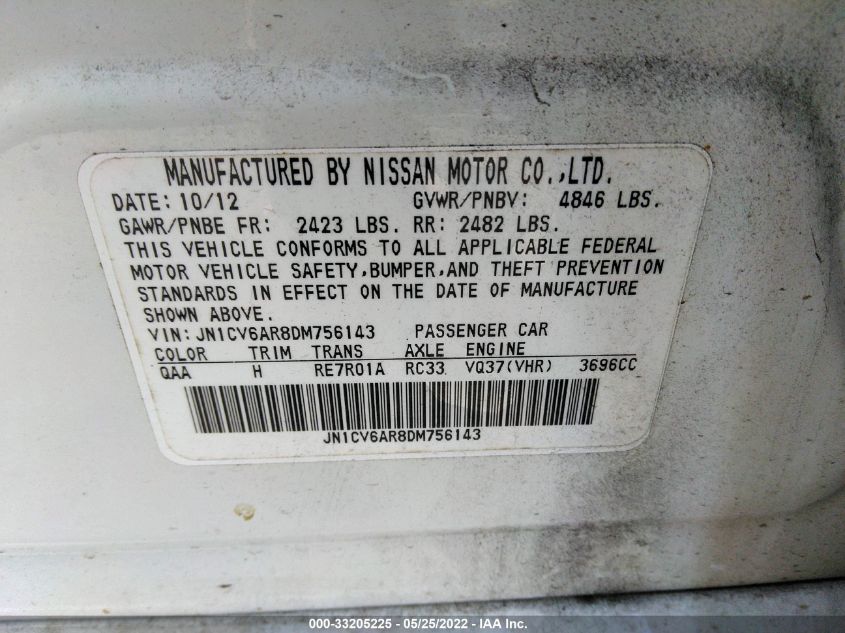 MANUFACTURED BY NISSAN MOTOR CO.,LTD.
DATE: 10/12 GVWR/PNBV: 4846 LBS.
GAWR/PNBE FR: 2423 LBS. RR: 2482 LBS.
THIS VEHICLE CONFORMS TO ALL APPLICABLE FEDERAL
MOTOR VEHICLE SAFETY,BUMPER,AND THEFT PREVENTION
STANDARDS IN EFFECT ON THE DATE OF MANUFACTURE
SHOWN ABOVE.
VIN:JN1CV6AR8DM756143 PASSENGER CAR
COLOR TRIM TRANS AXLE ENGINE
QAA H RE7R01A RC33 VQ37(VHR) 3696CC
JN1CV6AR8DM756143
000-33205225 - 05/25/2022 - IAA Inc.